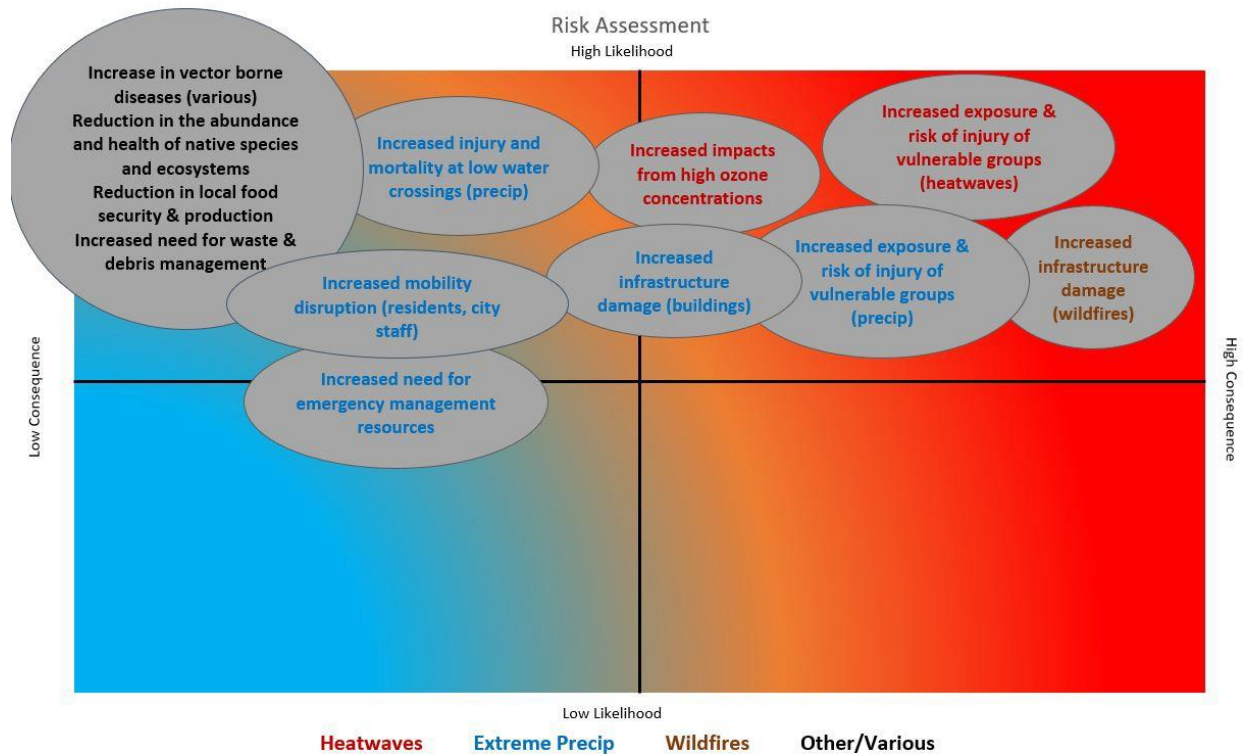 Risk Assessment
High Likelihood
Increase in vector borne
diseases (various)
Reduction in the abundance
and health of native species
and ecosystems
Reduction in local food
security & production
Increased need for waste &
debris management
Increased injury and
mortality at low water
crossings (precip)
Increased impacts
from high ozone
concentrations
Increased exposure &
risk of injury of
vulnerable groups
(heatwaves)
Increased mobility
disruption (residents, city
staff)
Increased
infrastructure
damage (buildings)
Increased exposure &
risk of injury of
vulnerable groups
(precip)
Increased
infrastructure
damage
(wildfires)
Increased need for
emergency management
resources
Low Consequence
High Consequence
Low Likelihood
Heatwaves Extreme Precip Wildfires Other/Various